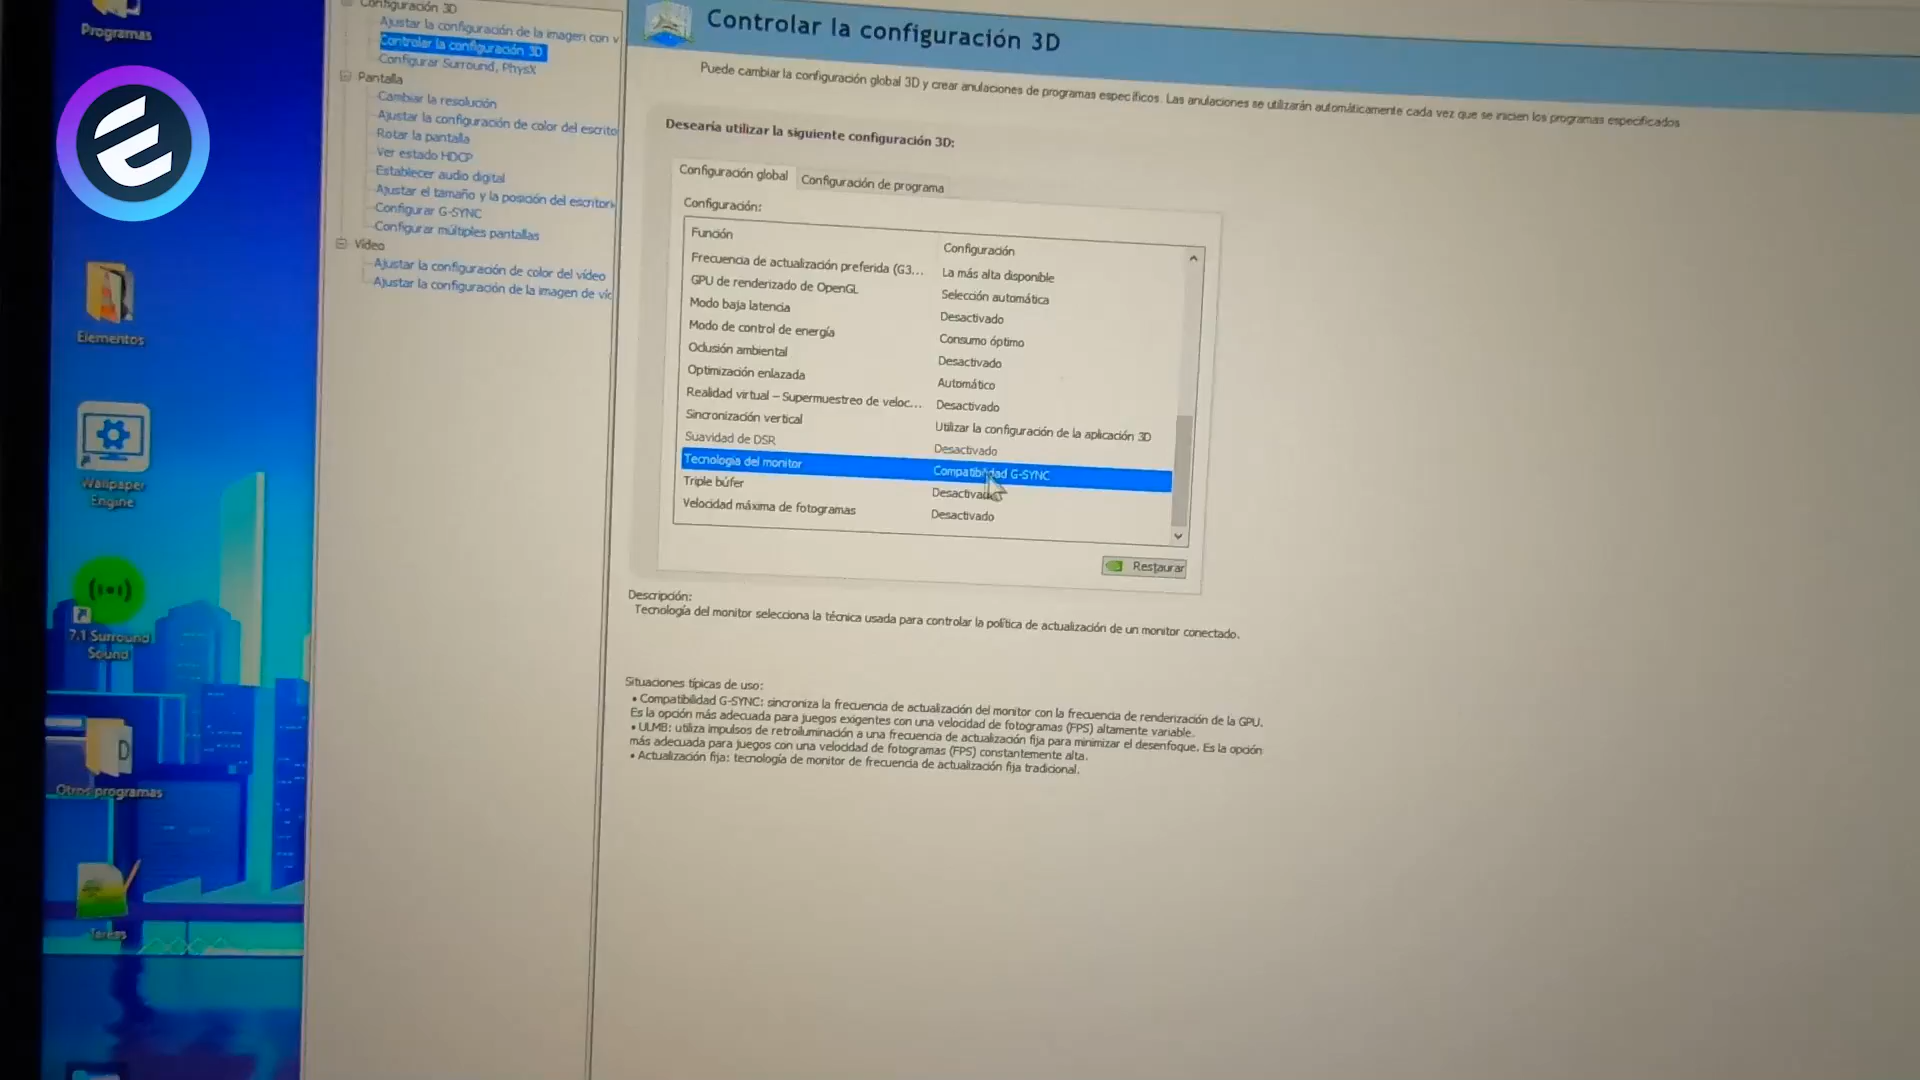 Programas
Elementos
Wallpaper
Engine
7.1 Surround
Sound
Otros programas
Tareas
Configuración 3D
Ajustar la configuración de la imagen con v
Controlar la configuración 3D
Configurar Surround, PhysX
Pantalla
Cambiar la resolución
Ajustar la configuración de color del escrito
Rotar la pantalla
Ver estado HDCP
Establecer audio digital
Ajustar el tamaño y la posición del escritori
Configurar G-SYNC
Configurar múltiples pantallas
Vídeo
Ajustar la configuración de color del vídeo
Ajustar la configuración de la imagen de víd
Controlar la configuración 3D
Puede cambiar la configuración global 3D y crear anulaciones de programas específicos. Las anulaciones se utilizarán automáticamente cada vez que se inicien los programas especificados
Desearía utilizar la siguiente configuración 3D:
Configuración global Configuración de programa
Configuración:
Función Configuración
Frecuencia de actualización preferida (G3... La más alta disponible
GPU de renderizado de OpenGL Selección automática
Modo baja latencia Desactivado
Modo de control de energía Consumo óptimo
Oclusión ambiental Desactivado
Optimización enlazada Automático
Realidad virtual – Supermuestreo de veloc... Desactivado
Sincronización vertical Utilizar la configuración de la aplicación 3D
Suavidad de DSR Desactivado
Tecnología del monitor Compatibilidad G-SYNC
Triple búfer Desactivado
Velocidad máxima de fotogramas Desactivado
Restaurar
Descripción:
Tecnología del monitor selecciona la técnica usada para controlar la política de actualización de un monitor conectado.
Situaciones típicas de uso:
• Compatibilidad G-SYNC: sincroniza la frecuencia de actualización del monitor con la frecuencia de renderización de la GPU.
Es la opción más adecuada para juegos exigentes con una velocidad de fotogramas (FPS) altamente variable.
• ULMB: utiliza impulsos de retroiluminación a una frecuencia de actualización fija para minimizar el desenfoque. Es la opción
más adecuada para juegos con una velocidad de fotogramas (FPS) constantemente alta.
• Actualización fija: tecnología de monitor de frecuencia de actualización fija tradicional.